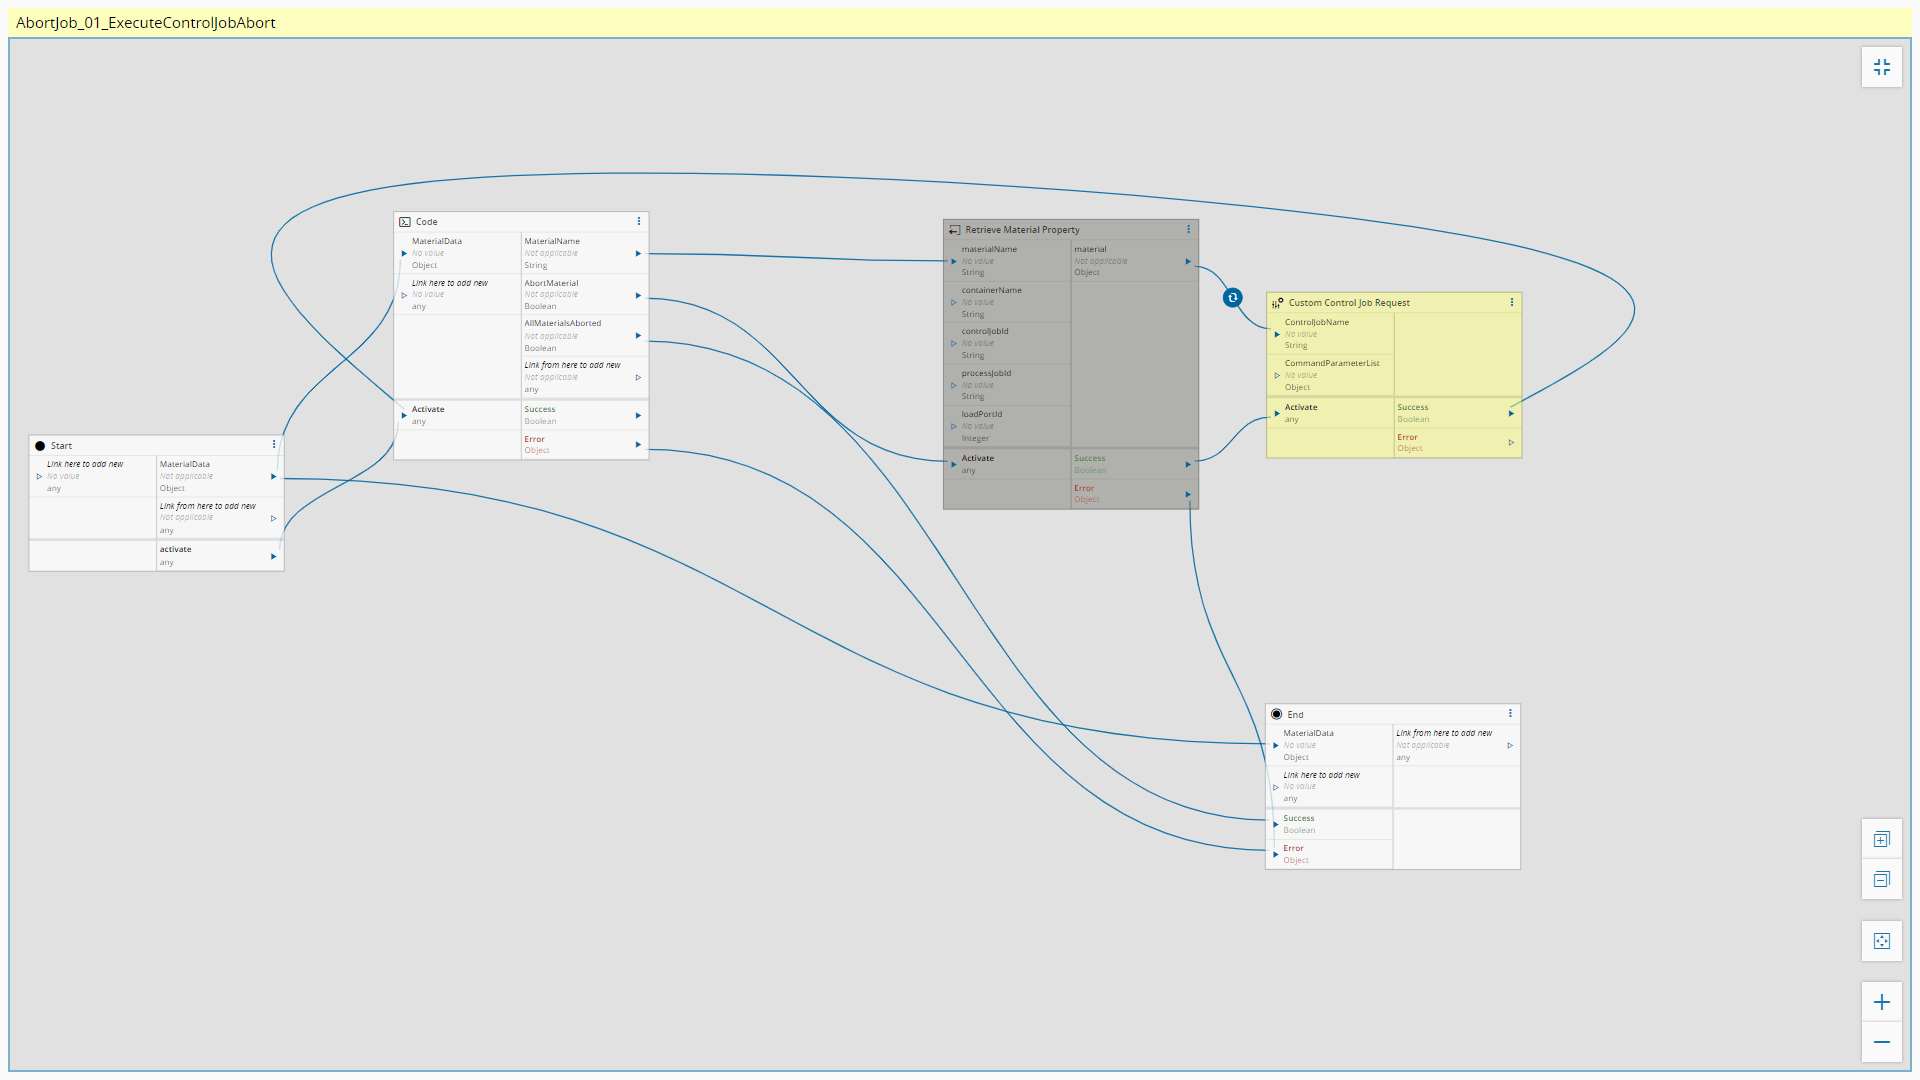 AbortJob_01_ExecuteControlJobAbort
Start
Link here to add new
No value
any
MaterialData
Not applicable
Object
Link from here to add new
Not applicable
any
activate
any
Code
MaterialData
No value
Object
Link here to add new
No value
any
MaterialName
Not applicable
String
AbortMaterial
Not applicable
Boolean
AllMaterialsAborted
Not applicable
Boolean
Link from here to add new
Not applicable
any
Activate
any
Success
Boolean
Error
Object
Retrieve Material Property
materialName
No value
String
containerName
No value
String
controlJobId
No value
String
processJobId
No value
String
loadPortId
No value
Integer
material
Not applicable
Object
Activate
any
Success
Boolean
Error
Object
Custom Control Job Request
ControlJobName
No value
String
CommandParameterList
No value
Object
Activate
any
Success
Boolean
Error
Object
End
MaterialData
No value
Object
Link here to add new
No value
any
Link from here to add new
Not applicable
any
Success
Boolean
Error
Object